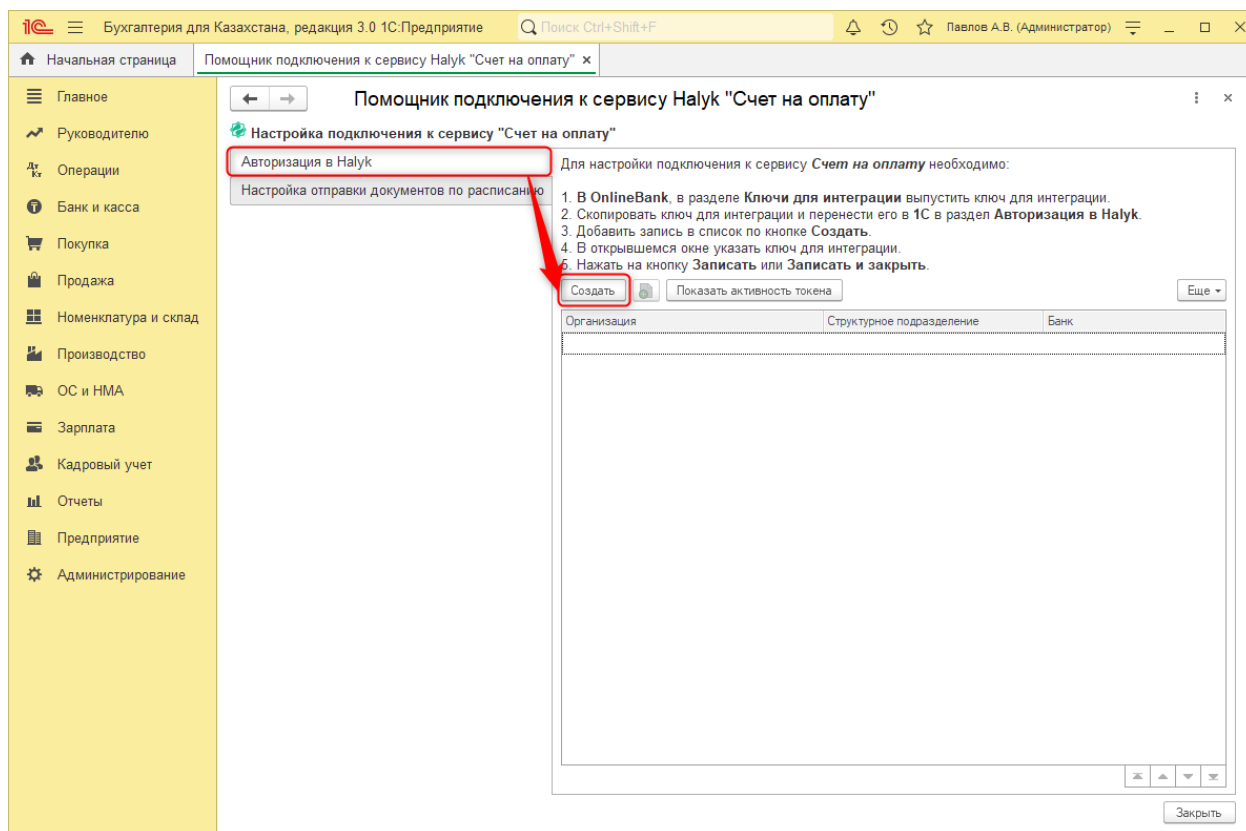 Бухгалтерия для Казахстана, редакция 3.0 1С:Предприятие
Поиск Ctrl+Shift+F
Павлов А.В. (Администратор)
Начальная страница
Помощник подключения к сервису Halyk "Счет на оплату" ×
Главное
Руководителю
Операции
Банк и касса
Покупка
Продажа
Номенклатура и склад
Производство
ОС и НМА
Зарплата
Кадровый учет
Отчеты
Предприятие
Администрирование
Помощник подключения к сервису Halyk "Счет на оплату"
Настройка подключения к сервису "Счет на оплату"
Авторизация в Halyk
Настройка отправки документов по расписанию
Для настройки подключения к сервису Счет на оплату необходимо:
1. В OnlineBank, в разделе Ключи для интеграции выпустить ключ для интеграции.
2. Скопировать ключ для интеграции и перенести его в 1С в раздел Авторизация в Halyk.
3. Добавить запись в список по кнопке Создать.
4. В открывшемся окне указать ключ для интеграции.
5. Нажать на кнопку Записать или Записать и закрыть.
Создать
Показать активность токена
Еще
Организация
Структурное подразделение
Банк
Закрыть